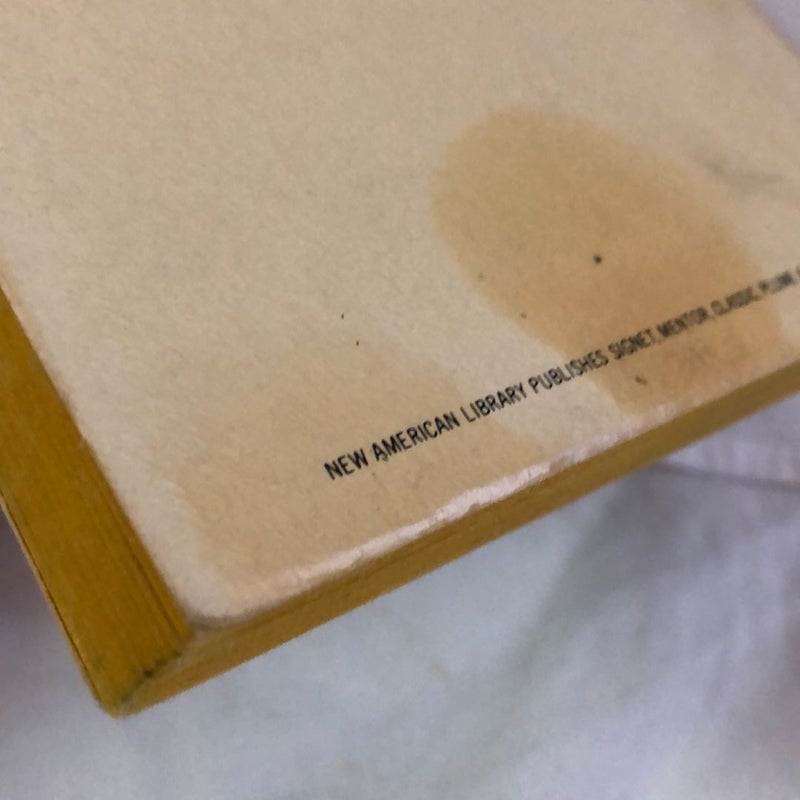 NEW AMERICAN LIBRARY PUBLISHES SIGNET, MENTOR, CLASSIC, PLUME,